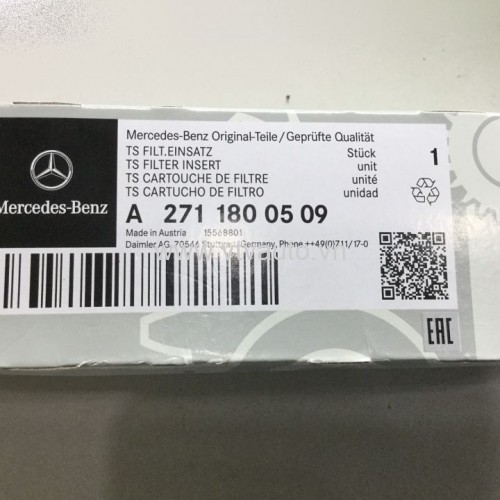 Mercedes-Benz Original-Teile/Geprüfte Qualität
TS FILT.EINSATZ Stück 1
TS FILTER INSERT unit
TS CARTOUCHE DE FILTRE unité
TS CARTUCHO DE FILTRO unidad
Mercedes-Benz
A 271 180 05 09
Made in Austria 15568801
Daimler AG, 70546 Stuttgart/Germany, Phone ++49(0)711/17-0
EAC